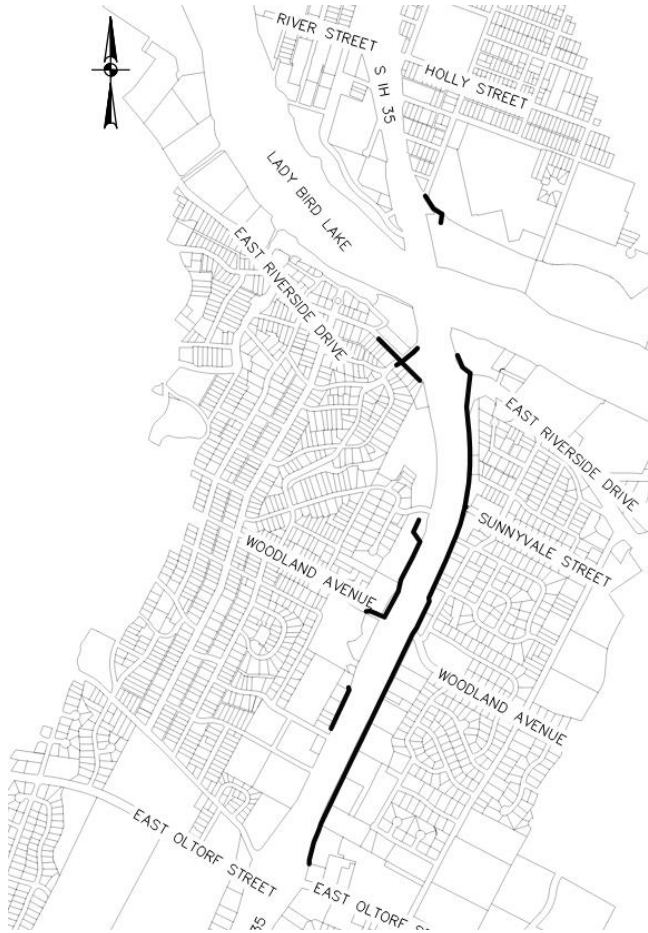 RIVER STREET
S IH 35
HOLLY STREET
LADY BIRD LAKE
EAST RIVERSIDE DRIVE
EAST RIVERSIDE DRIVE
SUNNYVALE STREET
WOODLAND AVENUE
WOODLAND AVENUE
EAST OLTORF STREET
EAST OLTORF
35